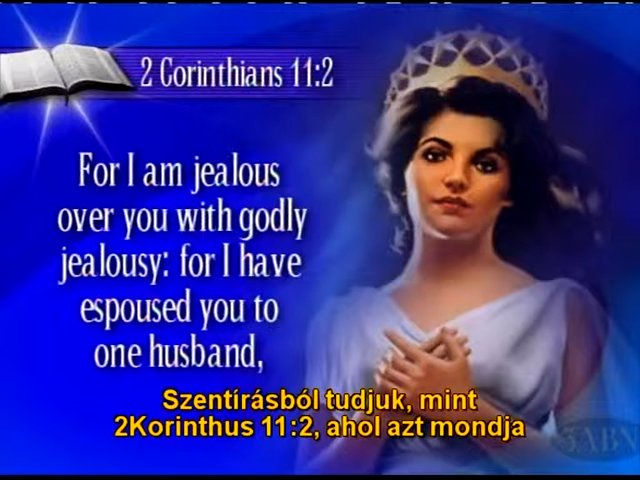 2 Corinthians 11:2
For I am jealous
over you with godly
jealousy: for I have
espoused you to
one husband,
Szentírásból tudjuk, mint
2Korinthus 11:2, ahol azt mondja
3ABN